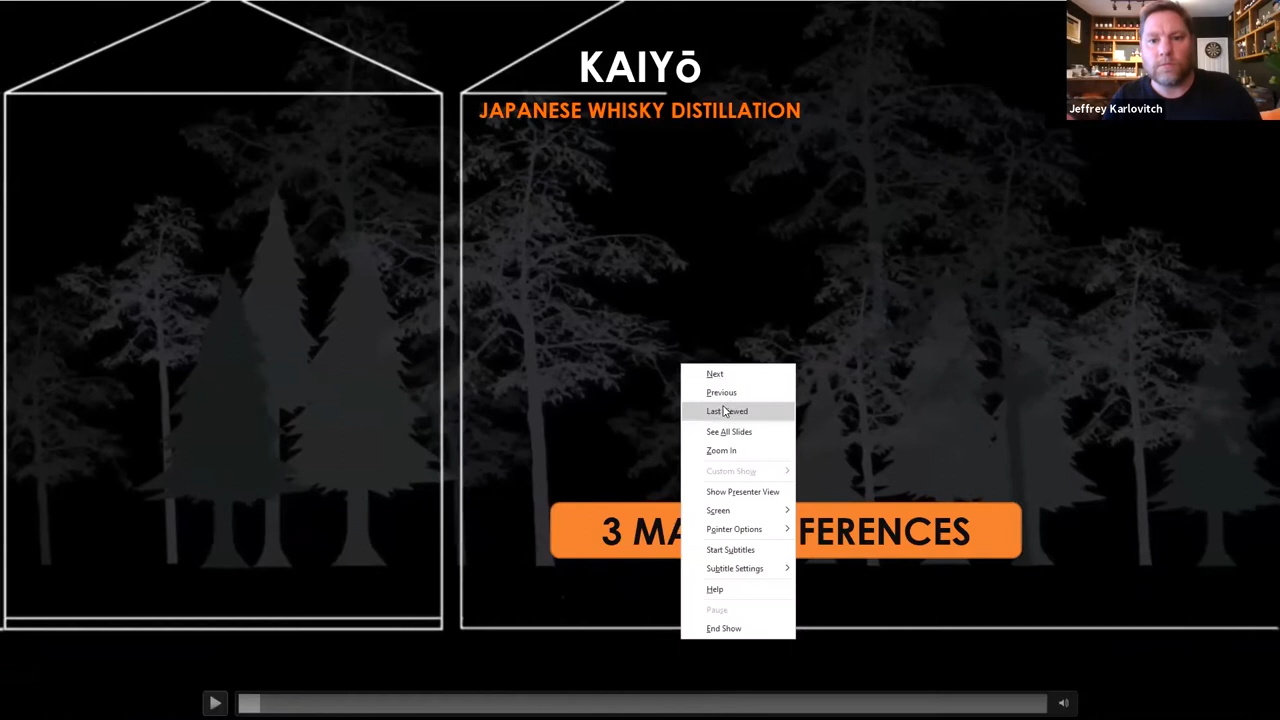 KAIYō
JAPANESE WHISKY DISTILLATION
Jeffrey Karlovitch
Next
Previous
Last
See All Slides
Zoom In
Custom Show
Show Presenter View
Screen
Pointer Options
3 MA FERENCES
Start Subtitles
Subtitle Settings
Help
Pause
End Show